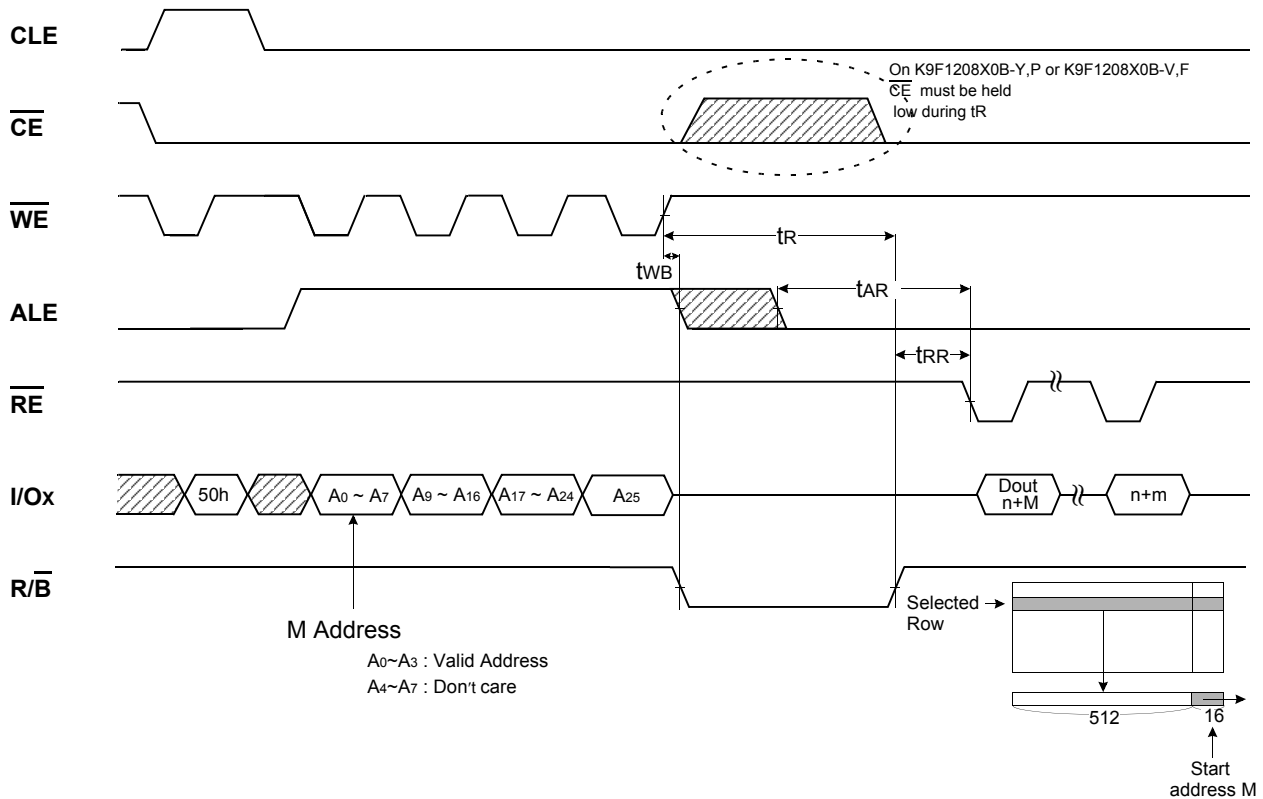 CLE
On K9F1208X0B-Y,P or K9F1208X0B-V,F
CE must be held
low during tR
CE
WE
tR
tWB
ALE
tAR
tRR
RE
I/Ox
50h
A0 ~ A7
A9 ~ A16
A17 ~ A24
A25
Dout
n+M
n+m
R/B
M Address
A0~A3 : Valid Address
A4~A7 : Don't care
Selected
Row
512
16
Start
address M